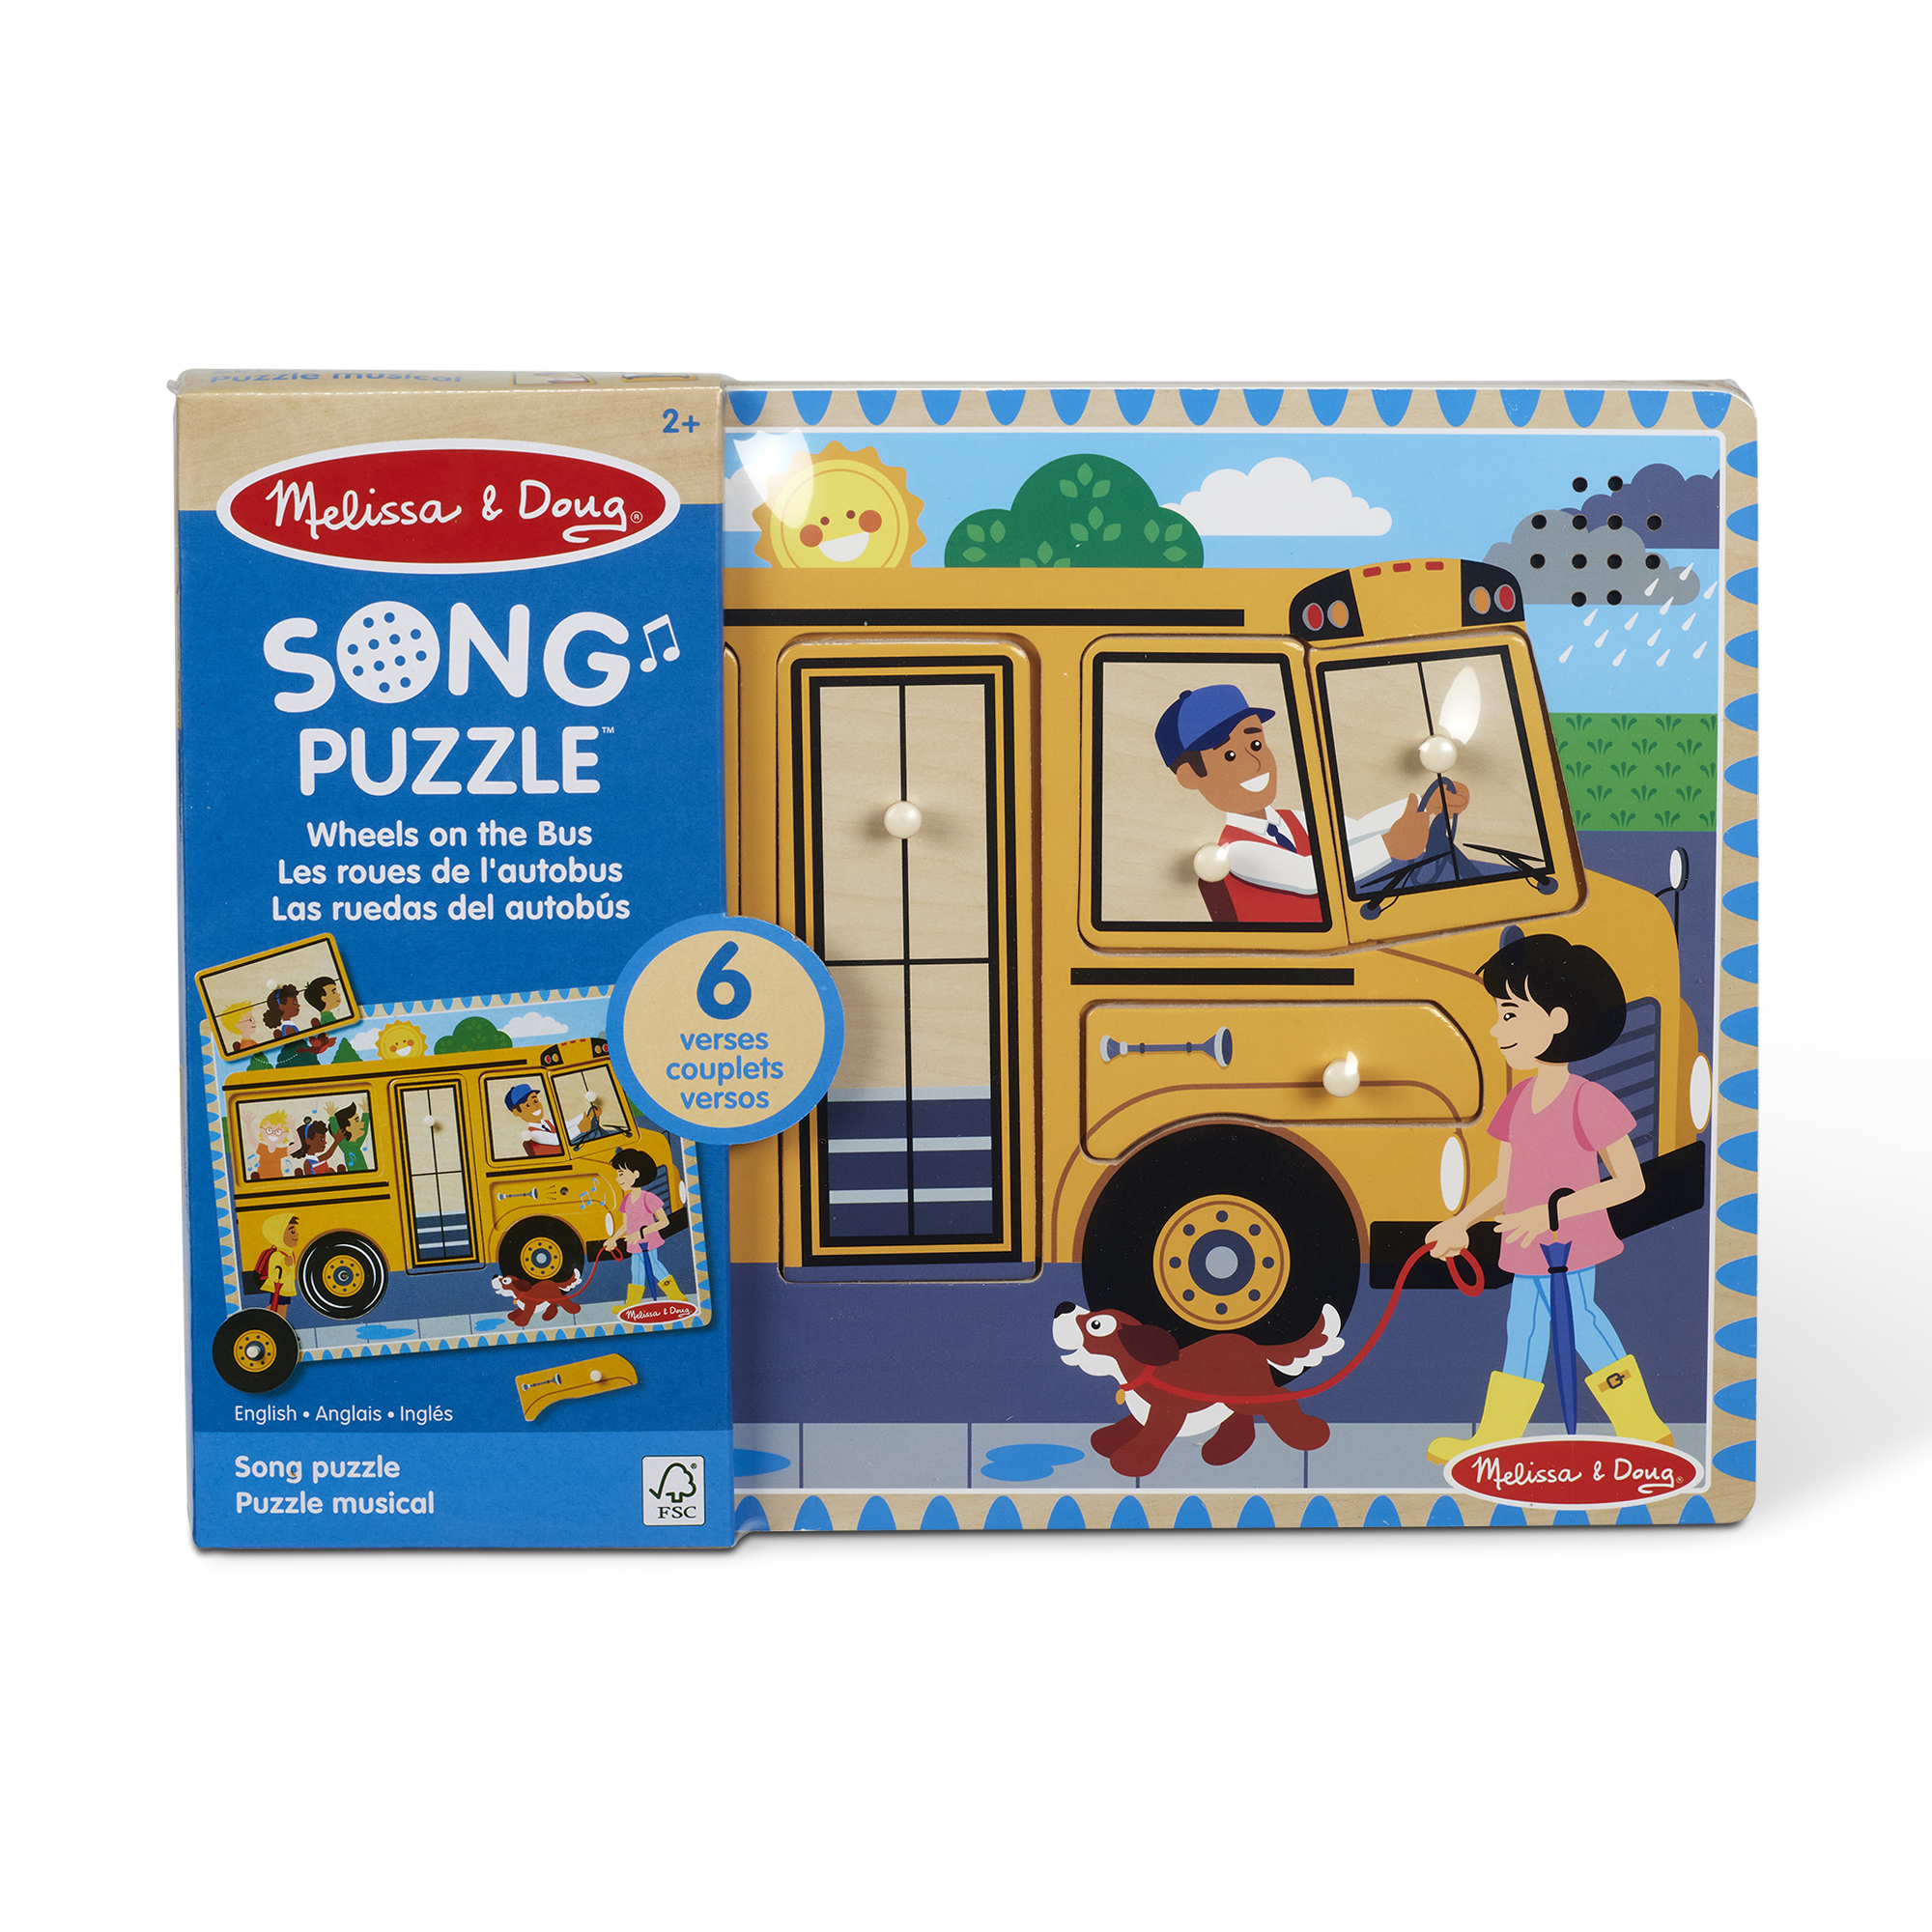 Puzzle musical
2+
Melissa & Doug®
SONG
PUZZLE™
Wheels on the Bus
Les roues de l'autobus
Las ruedas del autobús
6
verses
couplets
versos
Melissa & Doug
English • Anglais • Inglés
Song puzzle
Puzzle musical
FSC®
Melissa & Doug®